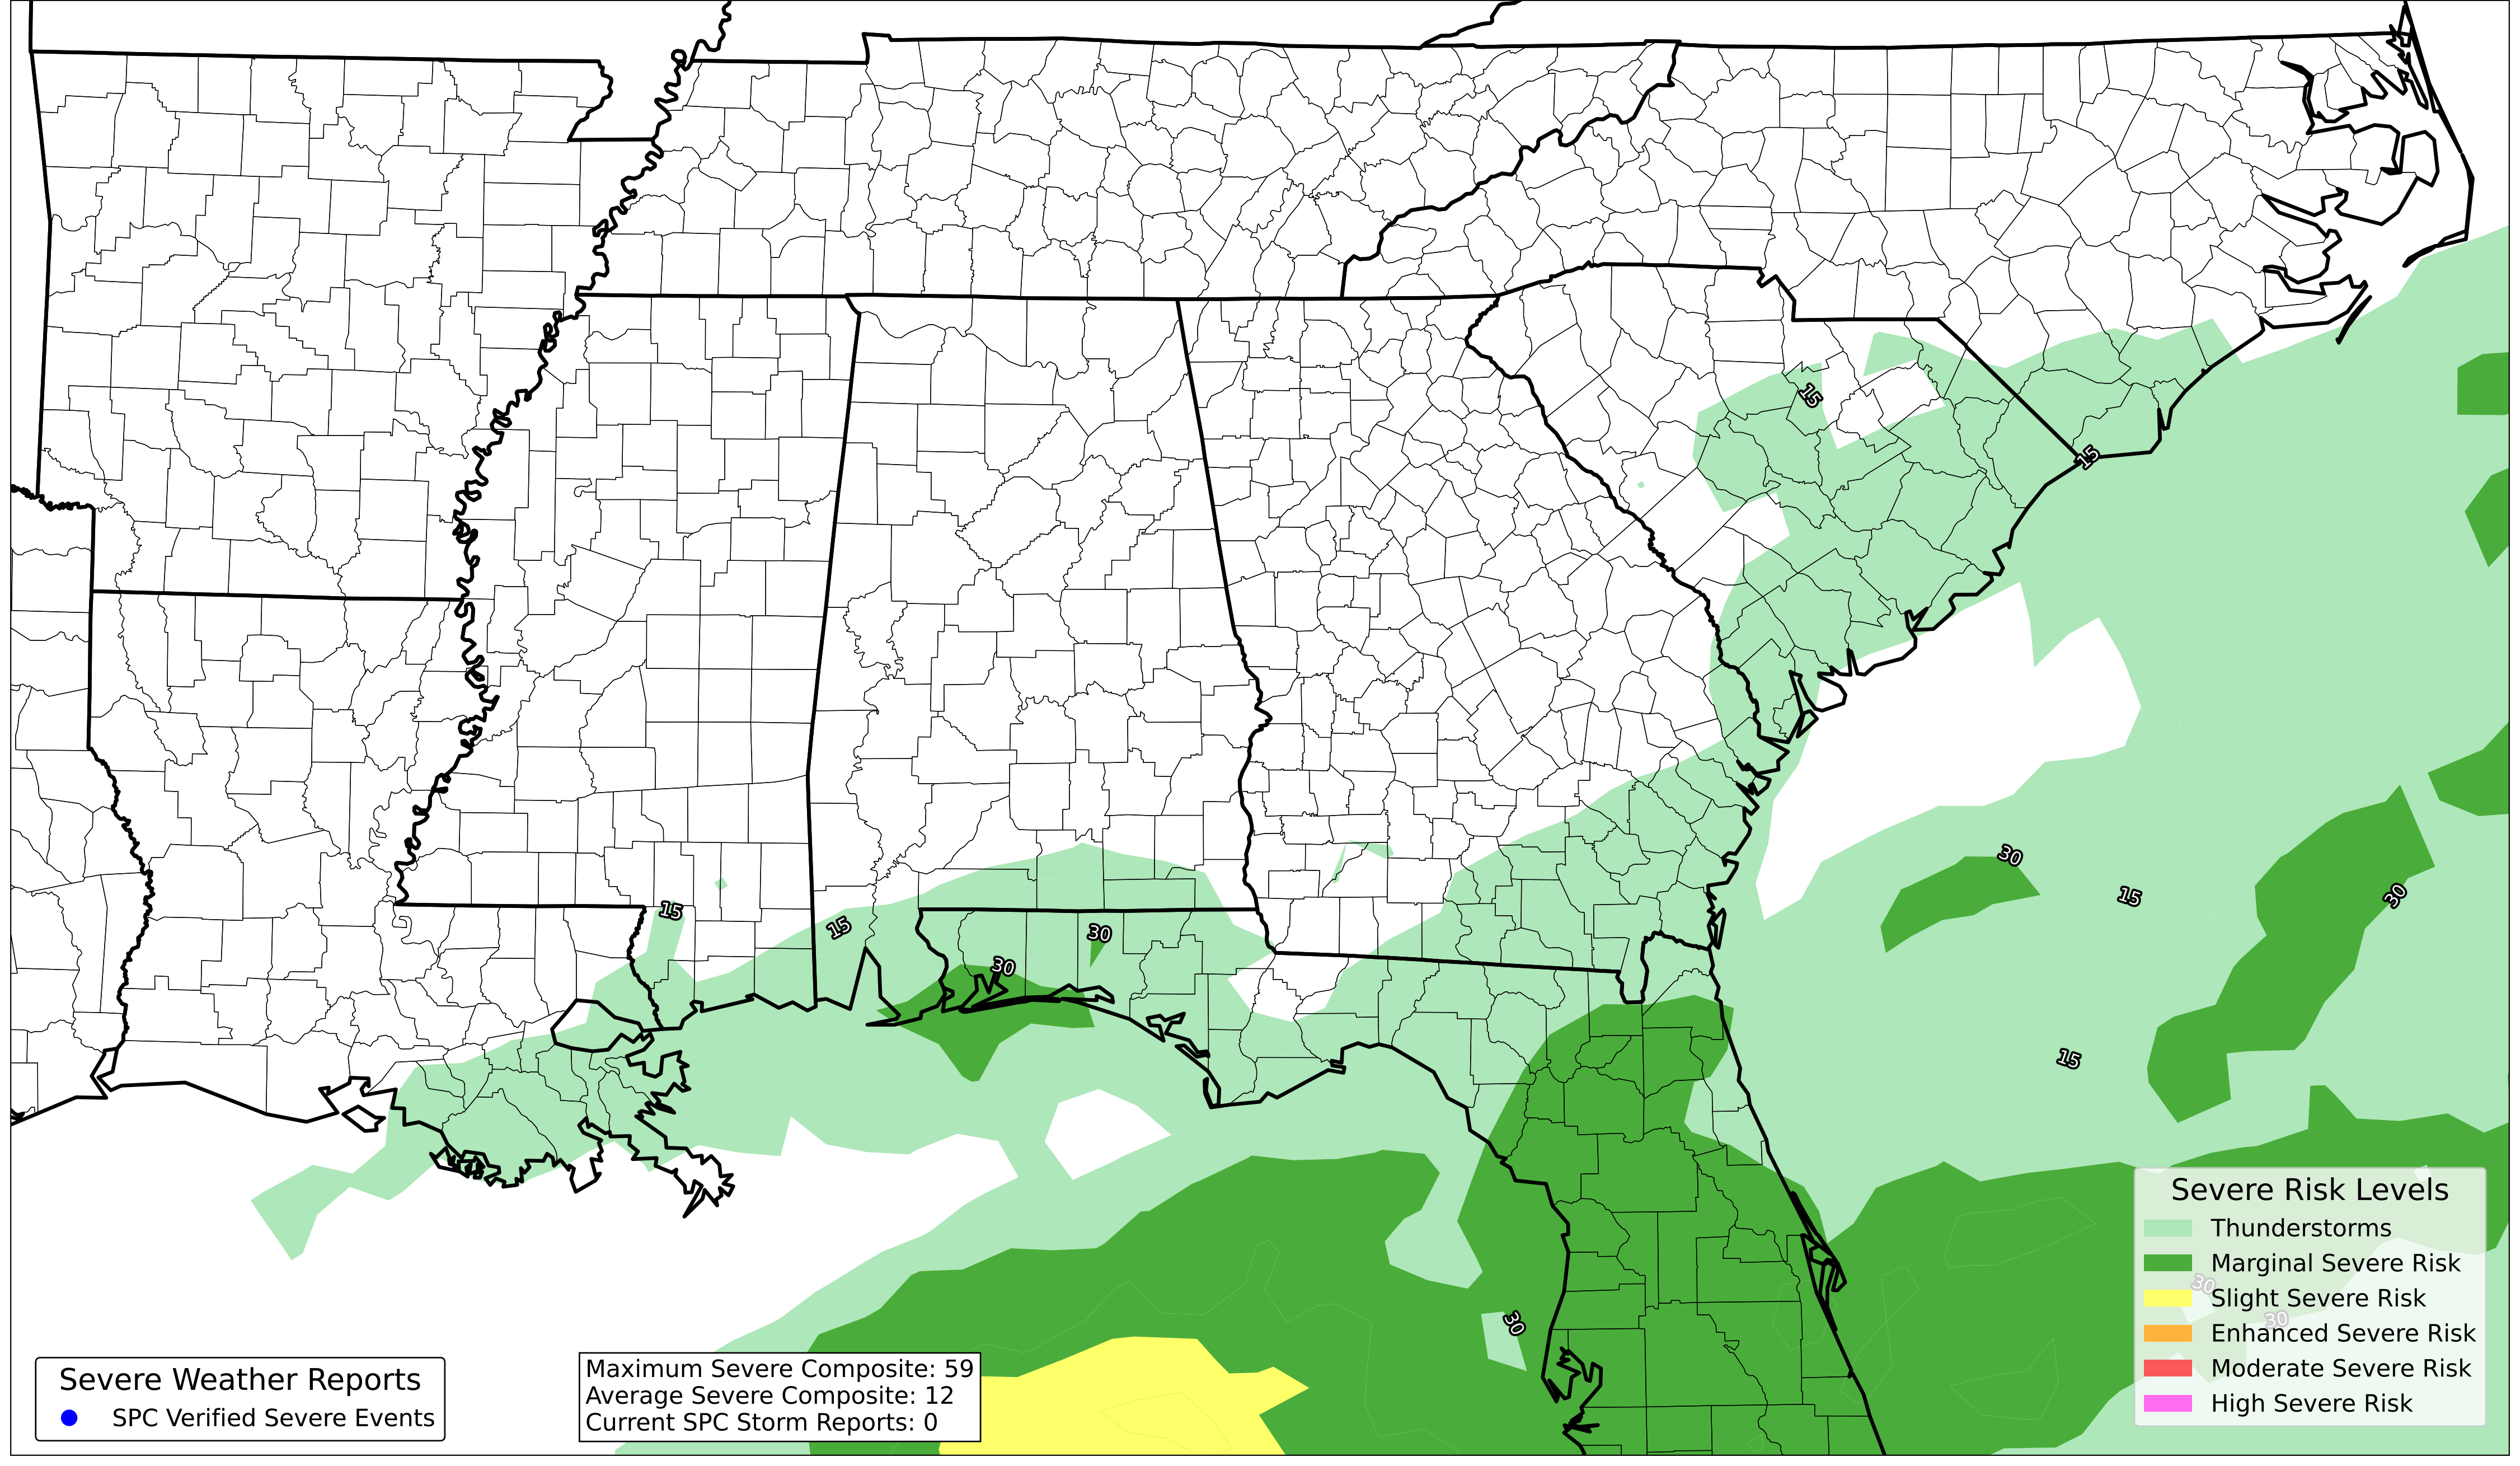 15
15
30
15
30
15
15
30
30
15
30
Severe Risk Levels
Thunderstorms
Marginal Severe Risk
Slight Severe Risk
Enhanced Severe Risk
Moderate Severe Risk
High Severe Risk
30
30
Severe Weather Reports
SPC Verified Severe Events
Maximum Severe Composite: 59
Average Severe Composite: 12
Current SPC Storm Reports: 0